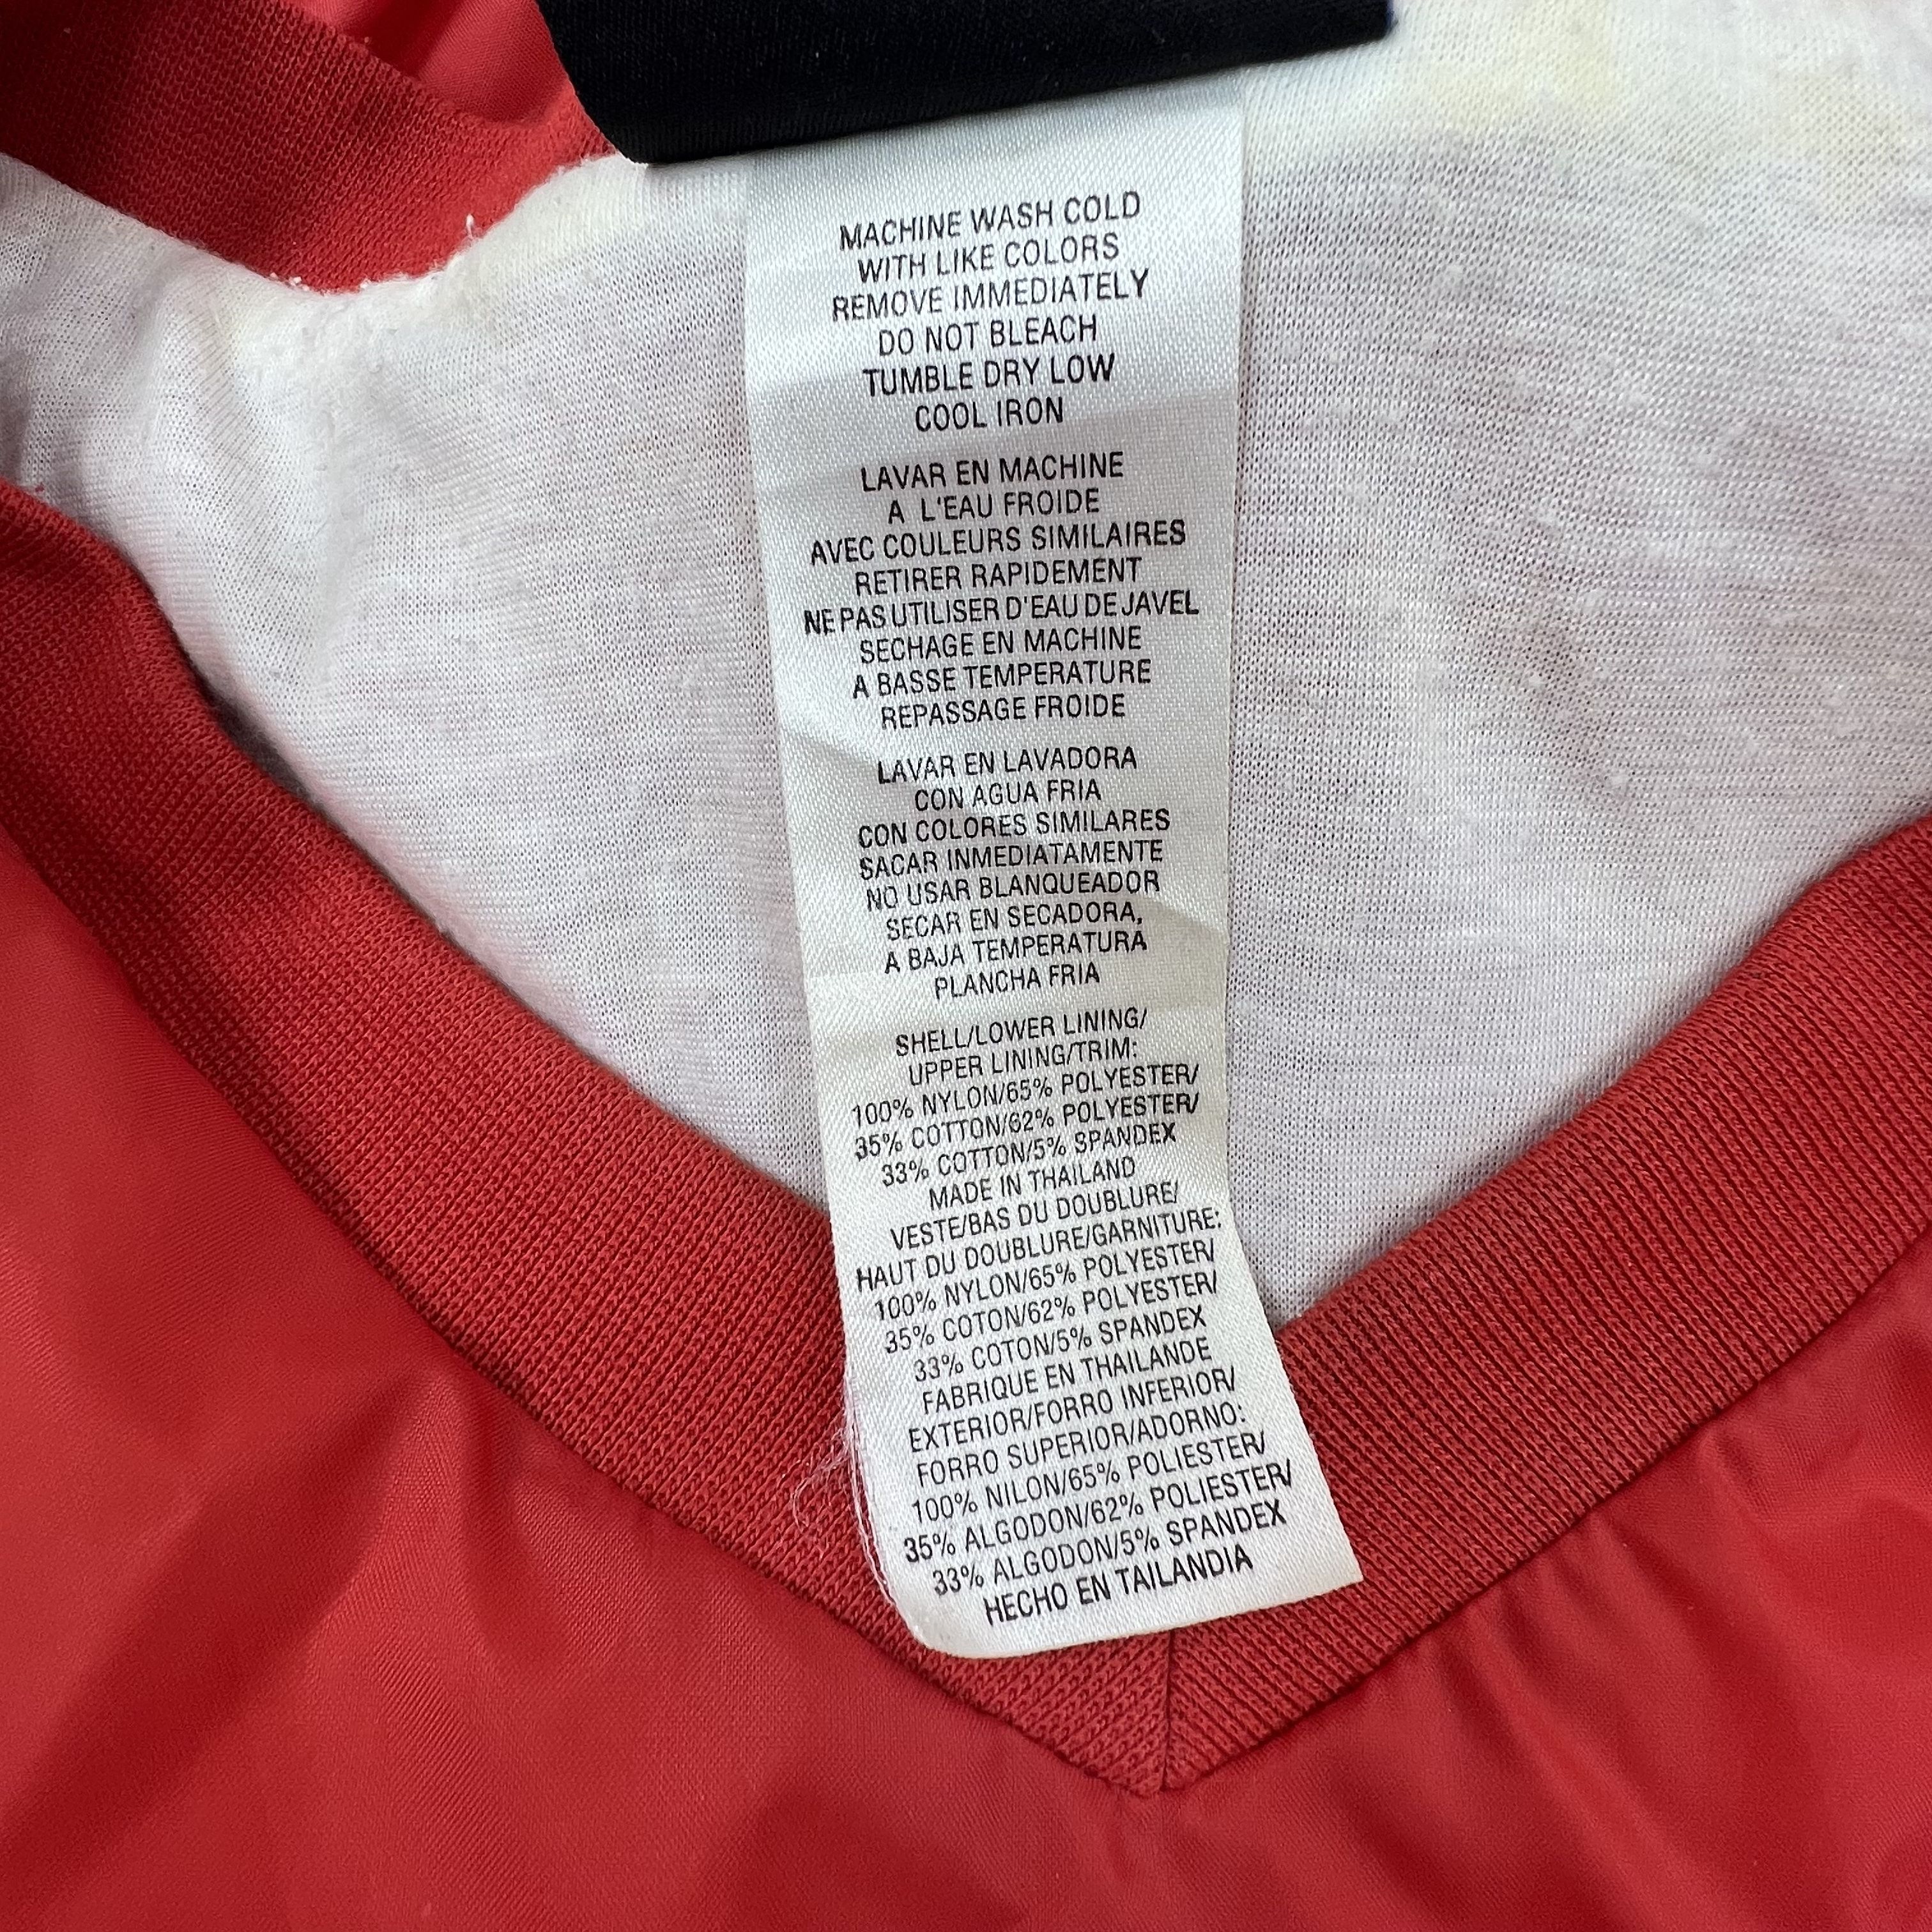 MACHINE WASH COLD
WITH LIKE COLORS
REMOVE IMMEDIATELY
DO NOT BLEACH
TUMBLE DRY LOW
COOL IRON
LAVAR EN MACHINE
A L'EAU FROIDE
AVEC COULEURS SIMILAIRES
RETIRER RAPIDEMENT
NE PAS UTILISER D'EAU DE JAVEL
SECHAGE EN MACHINE
A BASSE TEMPERATURE
REPASSAGE FROIDE
LAVAR EN LAVADORA
CON AGUA FRIA
CON COLORES SIMILARES
SACAR INMEDIATAMENTE
NO USAR BLANQUEADOR
SECAR EN SECADORA,
A BAJA TEMPERATURA
PLANCHA FRIA
SHELL/LOWER LINING/
UPPER LINING/TRIM:
100% NYLON/65% POLYESTER/
35% COTTON/62% POLYESTER/
33% COTTON/5% SPANDEX
MADE IN THAILAND
VESTE/BAS DU DOUBLURE/
HAUT DU DOUBLURE/GARNITURE:
100% NYLON/65% POLYESTER/
35% COTON/62% POLYESTER/
33% COTON/5% SPANDEX
FABRIQUE EN THAILANDE
EXTERIOR/FORRO INFERIOR/
FORRO SUPERIOR/ADORNO:
100% NILON/65% POLIESTER/
35% ALGODON/62% POLIESTER/
33% ALGODON/5% SPANDEX
HECHO EN TAILANDIA